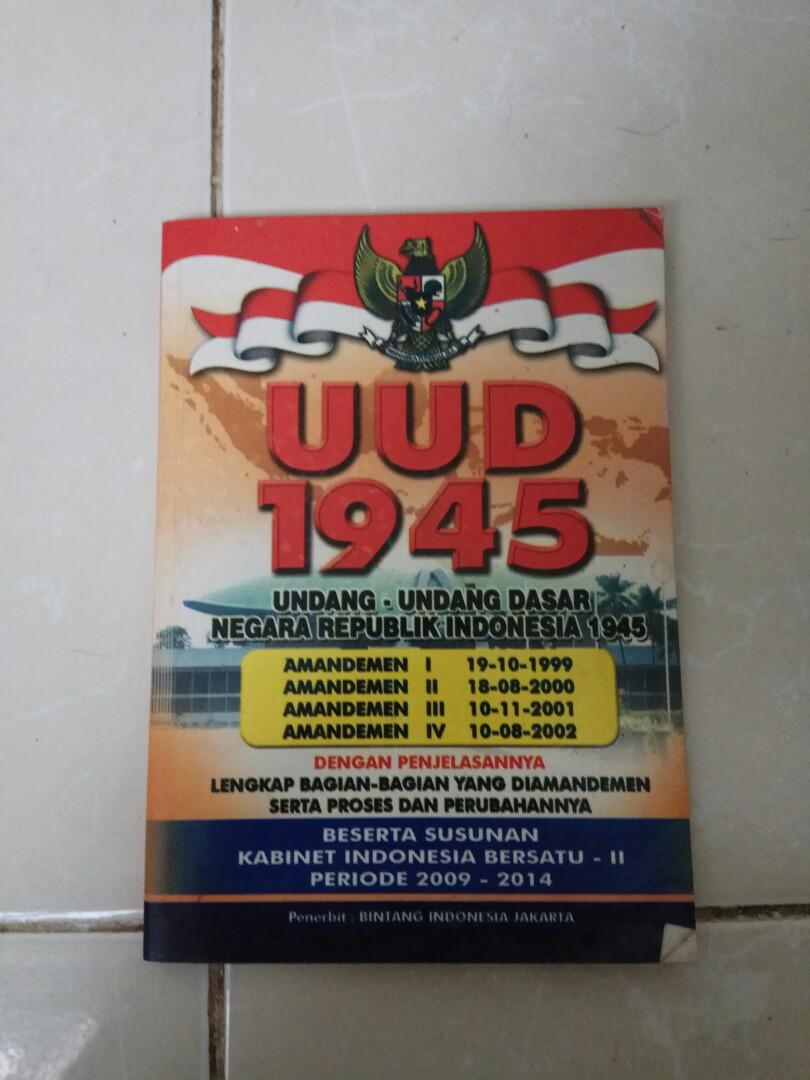 UUD
1945
UNDANG - UNDANG DASAR
NEGARA REPUBLIK INDONESIA 1945
AMANDEMEN I 19-10-1999
AMANDEMEN II 18-08-2000
AMANDEMEN III 10-11-2001
AMANDEMEN IV 10-08-2002
DENGAN PENJELASANNYA
LENGKAP BAGIAN-BAGIAN YANG DIAMANDEMEN
SERTA PROSES DAN PERUBAHANNYA
BESERTA SUSUNAN
KABINET INDONESIA BERSATU - II
PERIODE 2009 - 2014
Penerbit : BINTANG INDONESIA JAKARTA